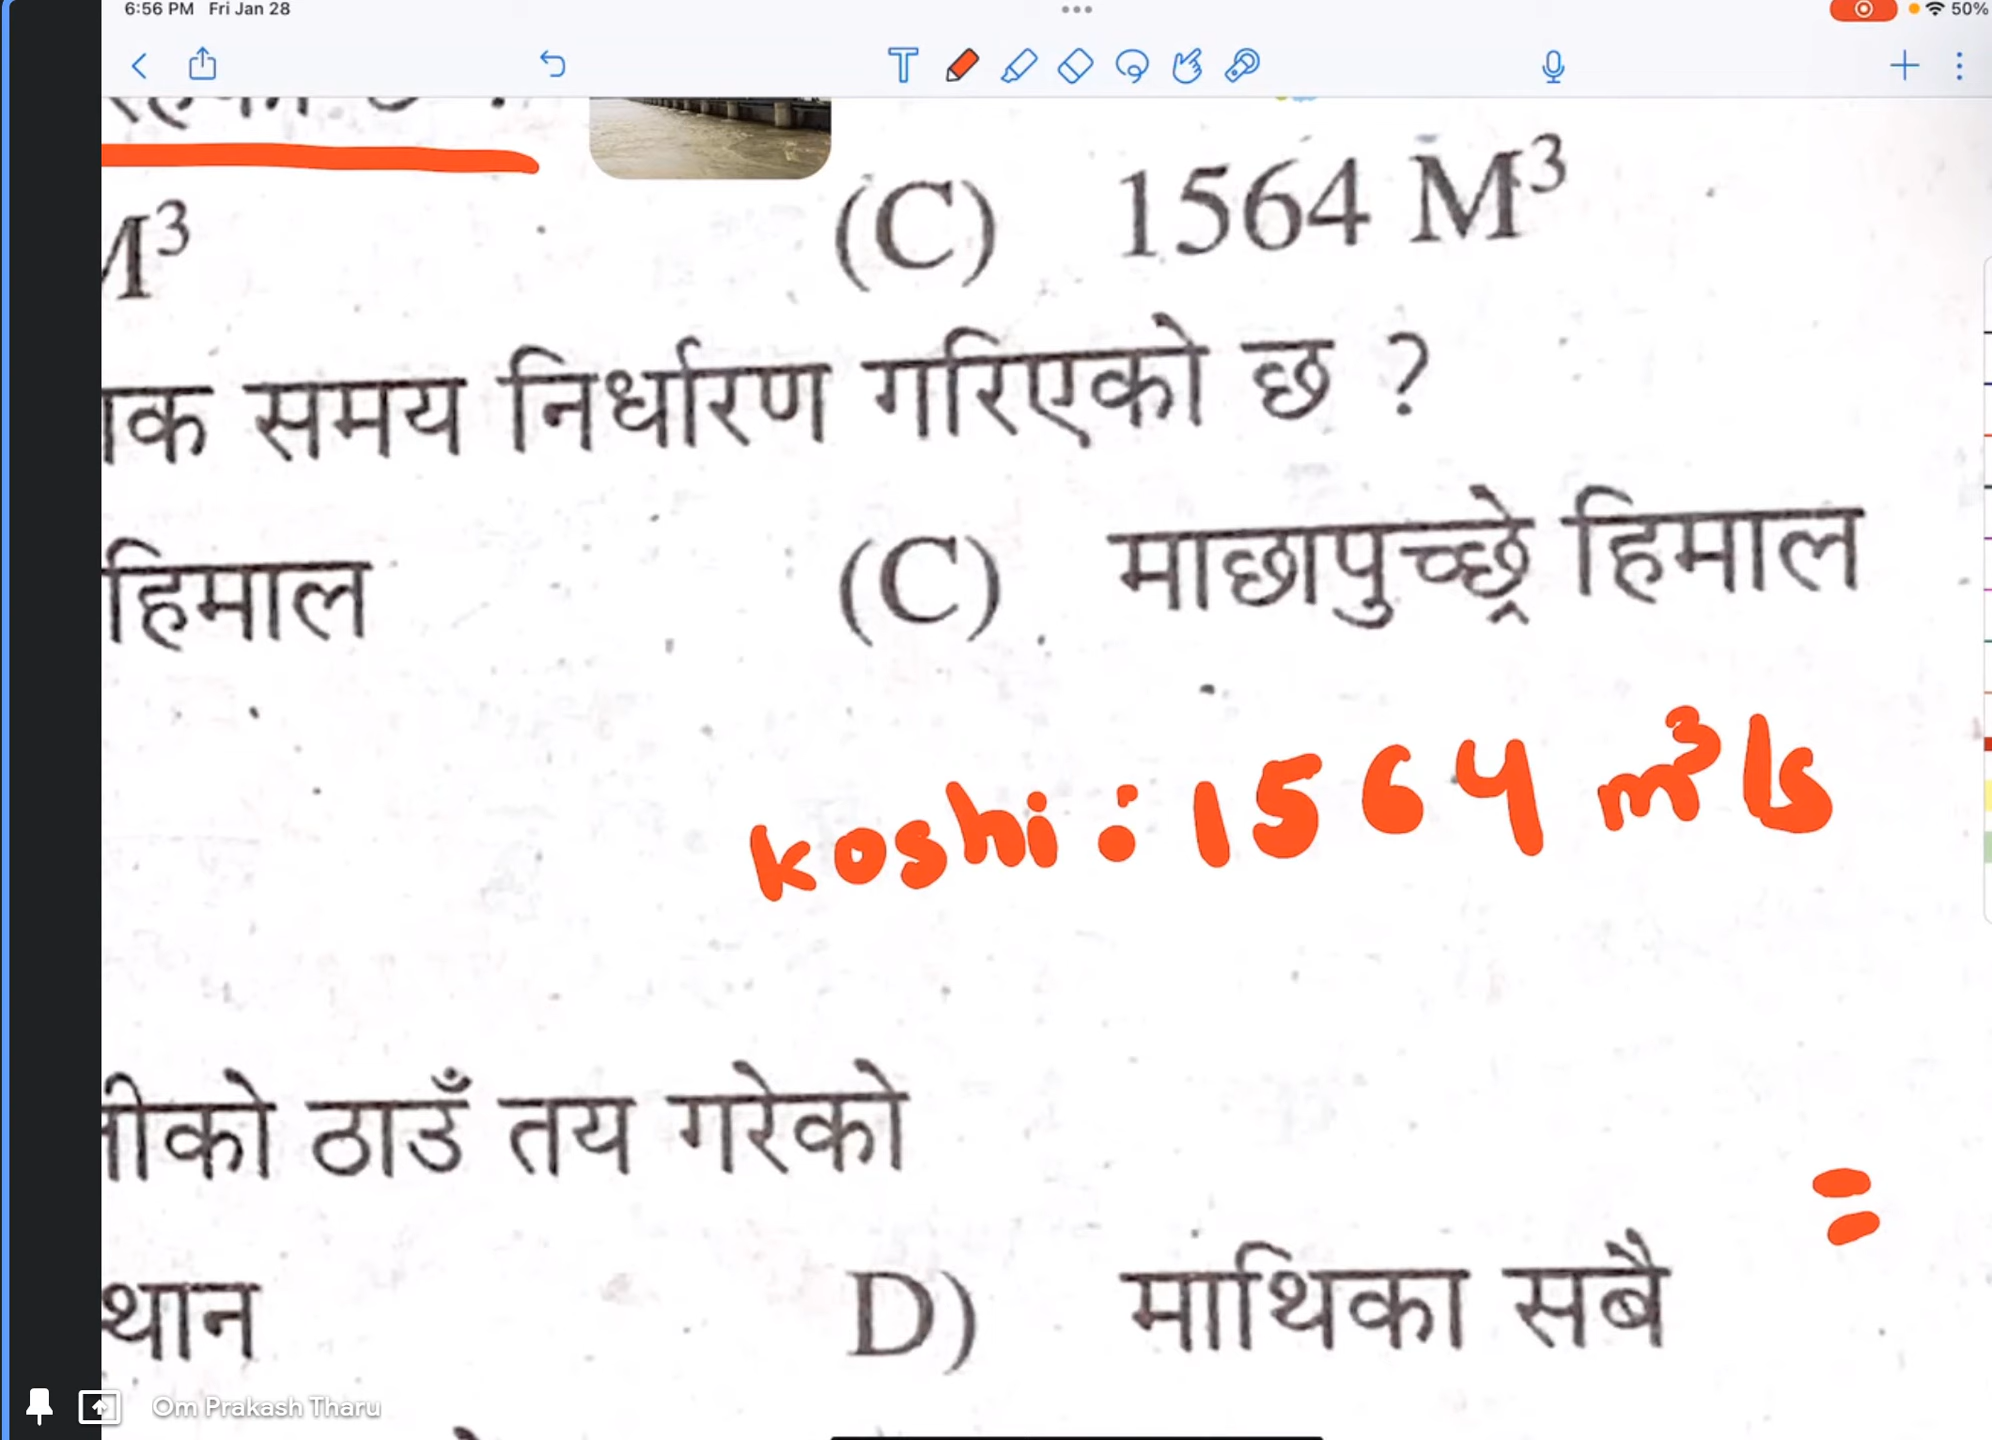 6:56 PM Fri Jan 28
50%
(C) 1564 M³
M³
समय निर्धारण गरिएको छ ?
हिमाल (C) माछापुच्छ्रे हिमाल
koshi : 1564 m³/s
=
ठाउँ तय गरेको
D) माथिका सबै
Om Prakash Tharu